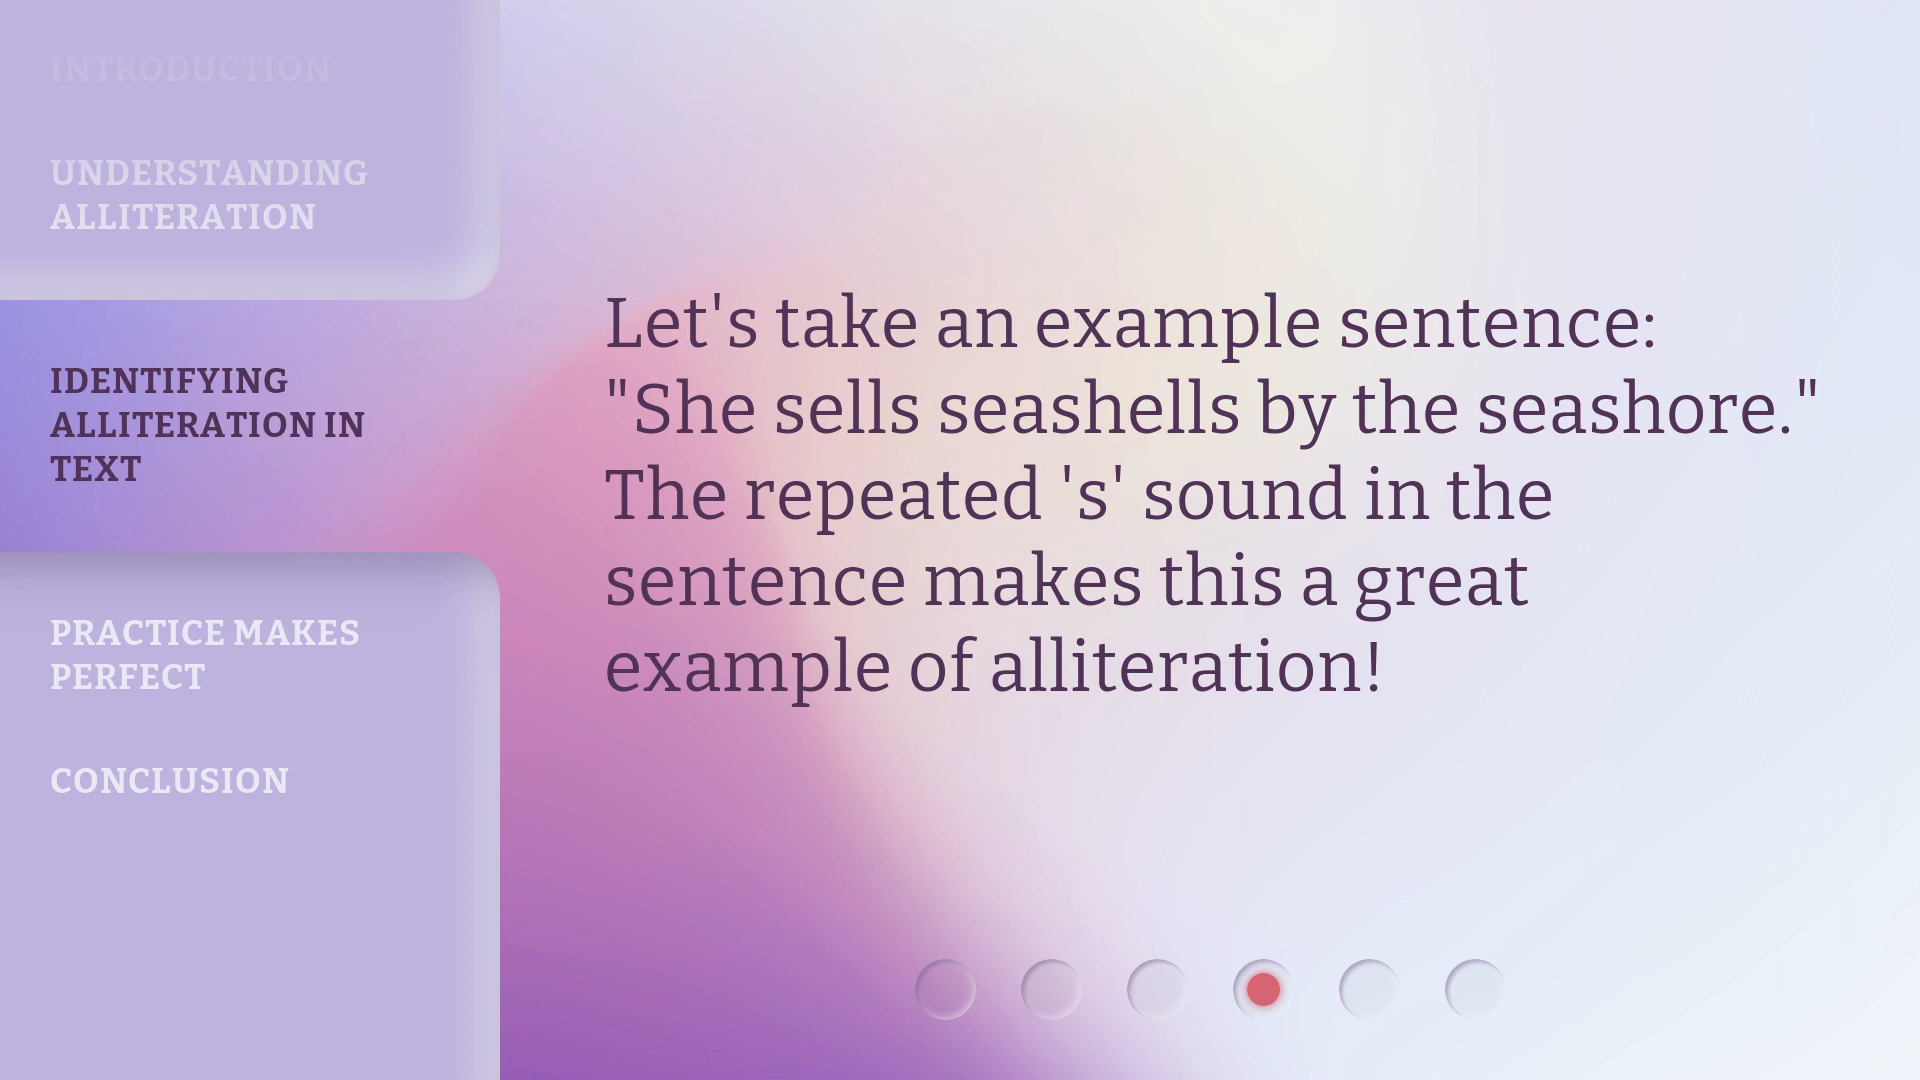 INTRODUCTION
UNDERSTANDING
ALLITERATION
IDENTIFYING
ALLITERATION IN
TEXT
PRACTICE MAKES
PERFECT
CONCLUSION
Let's take an example sentence:
"She sells seashells by the seashore."
The repeated 's' sound in the
sentence makes this a great
example of alliteration!